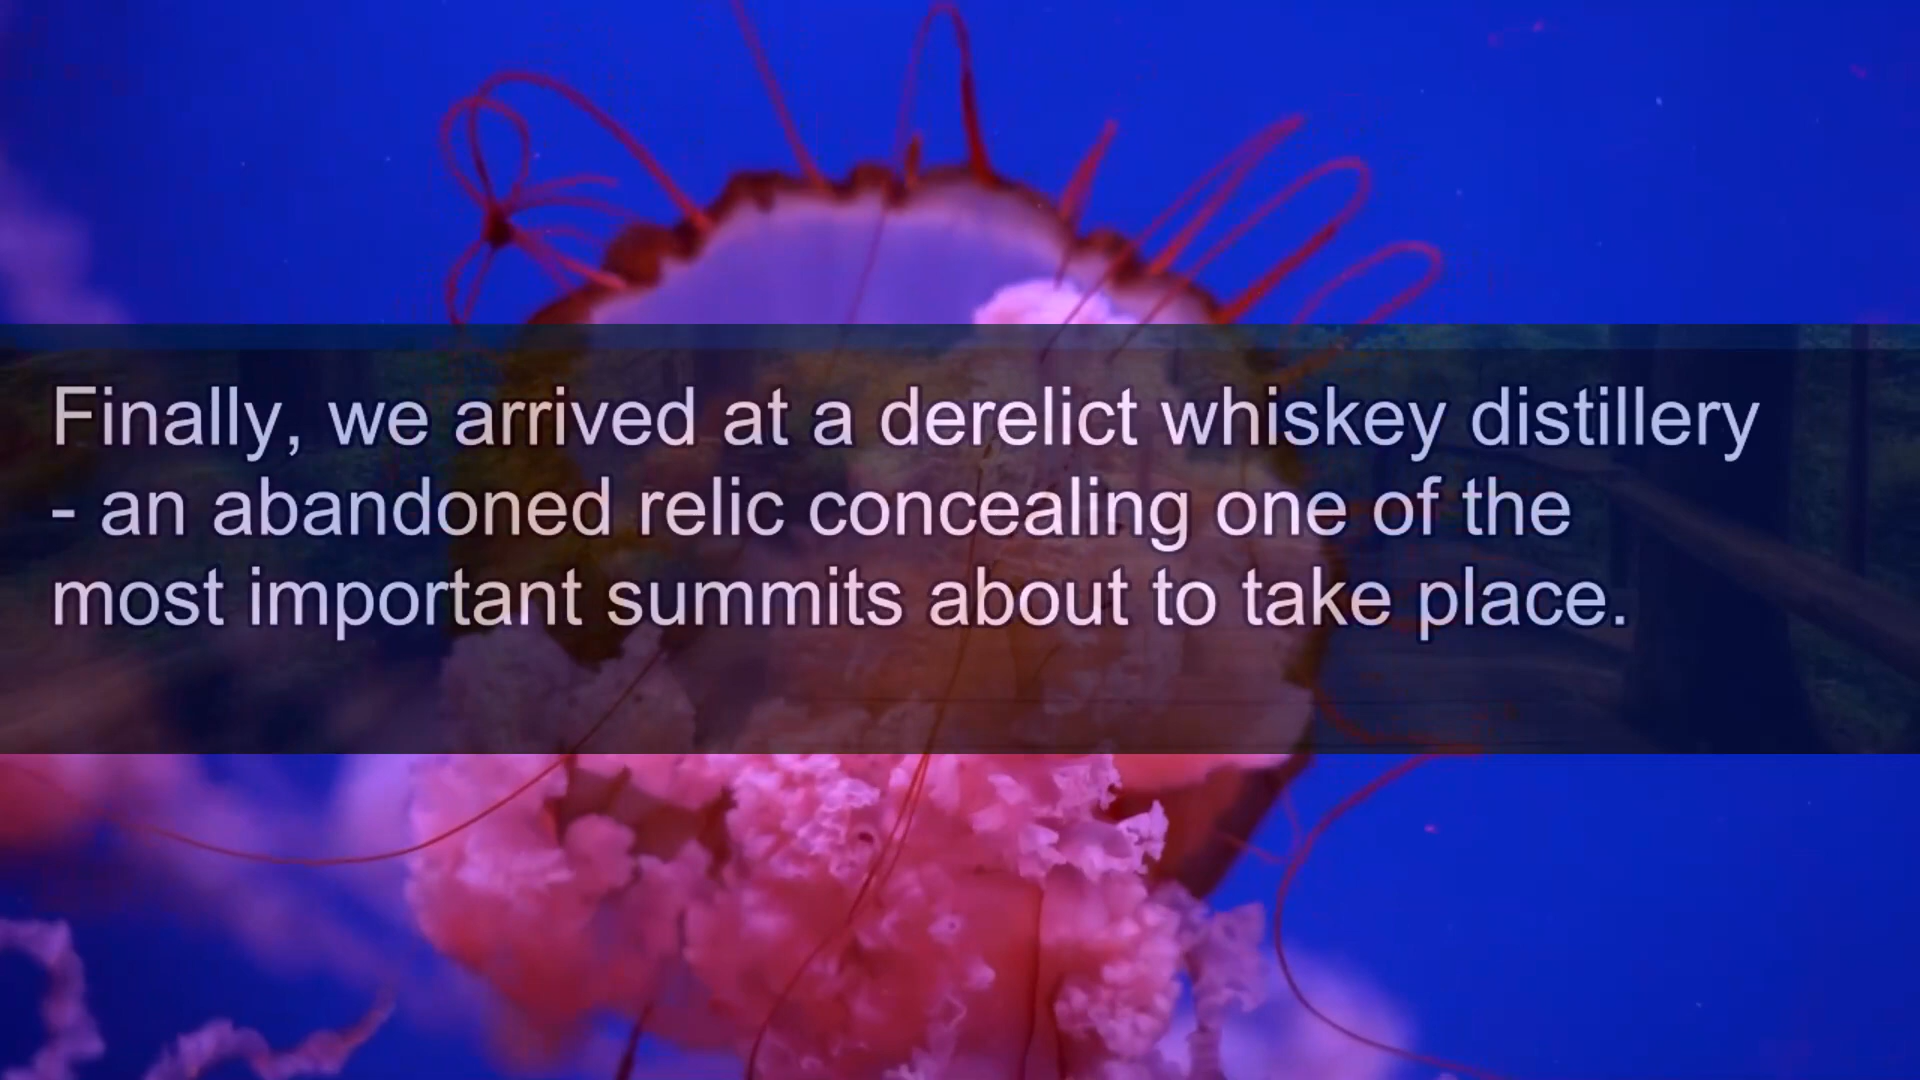 Finally, we arrived at a derelict whiskey distillery
- an abandoned relic concealing one of the
most important summits about to take place.